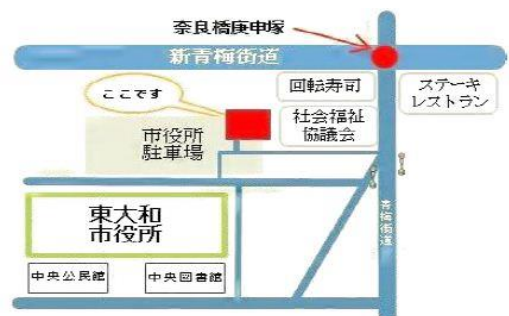 奈良橋庚申塚
新青梅街道
ここです
回転寿司
ステーキ
レストラン
市役所
駐車場
社会福祉
協議会
東大和
市役所
青梅街道
中央公民館
中央図書館